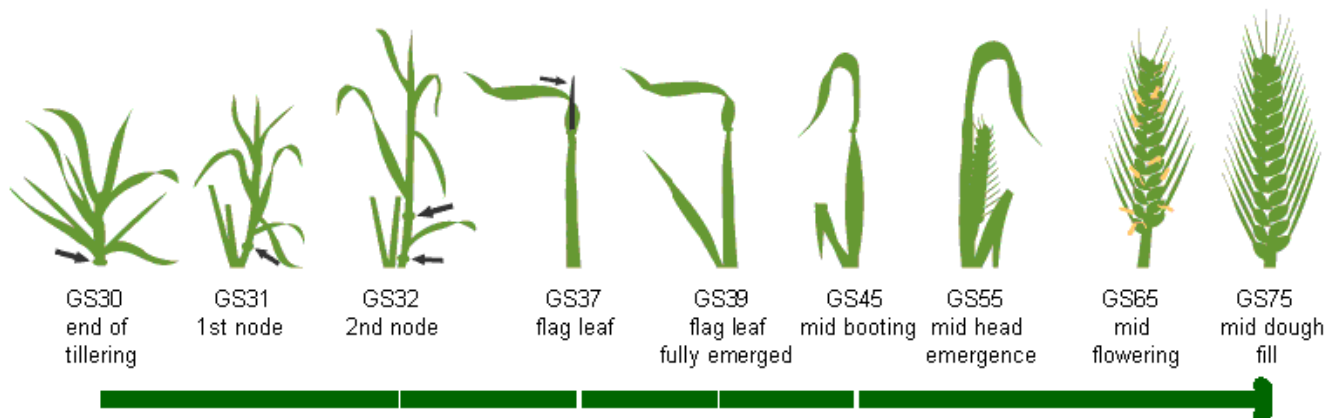 GS30
end of
tillering
GS31
1st node
GS32
2nd node
GS37
flag leaf
GS39
flag leaf
fully emerged
GS45
mid booting
GS55
mid head
emergence
GS65
mid
flowering
GS75
mid dough
fill